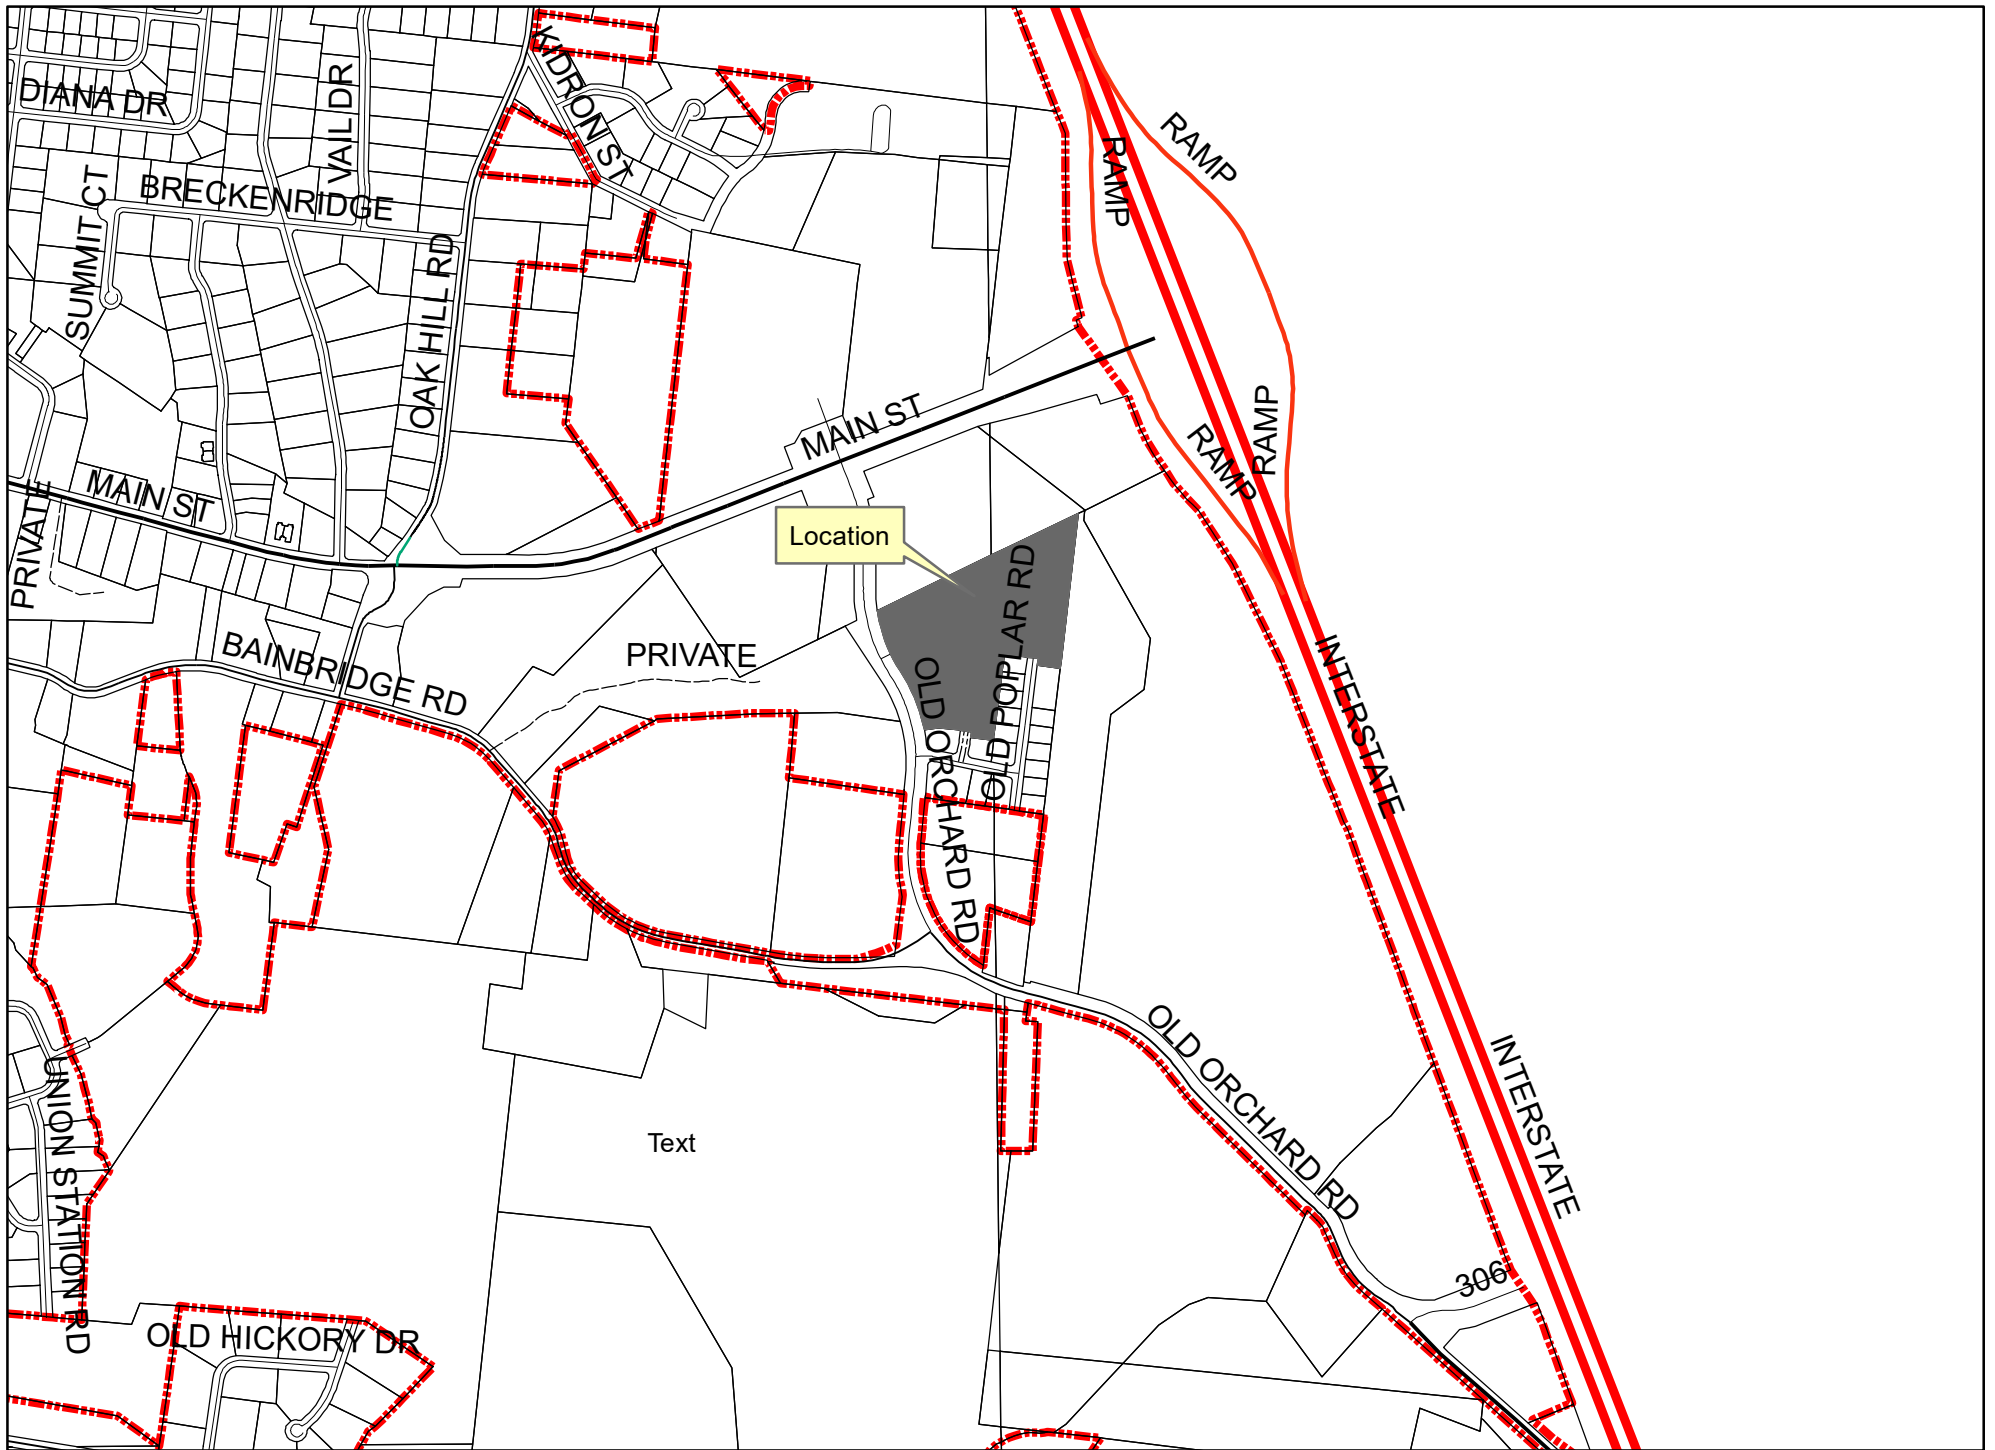 KIDRON ST
DIANA DR
VAIL DR
RAMP
RAMP
BRECKENRIDGE
SUMMIT CT
OAK HILL RD
MAIN ST
RAMP
RAMP
MAIN ST
PRIVATE
Location
OLD POPLAR RD
BAINBRIDGE RD
PRIVATE
OLD ORCHARD RD
INTERSTATE
OLD ORCHARD RD
INTERSTATE
UNION STATION RD
Text
306
OLD HICKORY DR